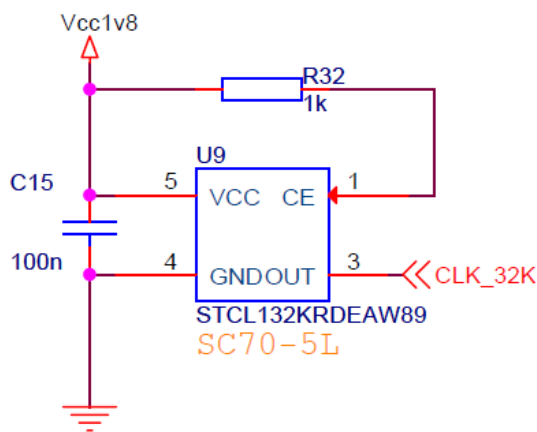 Vcc1v8
R32
1k
U9
C15
5
VCC
CE
1
100n
4
GND
OUT
3
CLK_32K
STCL132KRDEAW89
SC70-5L